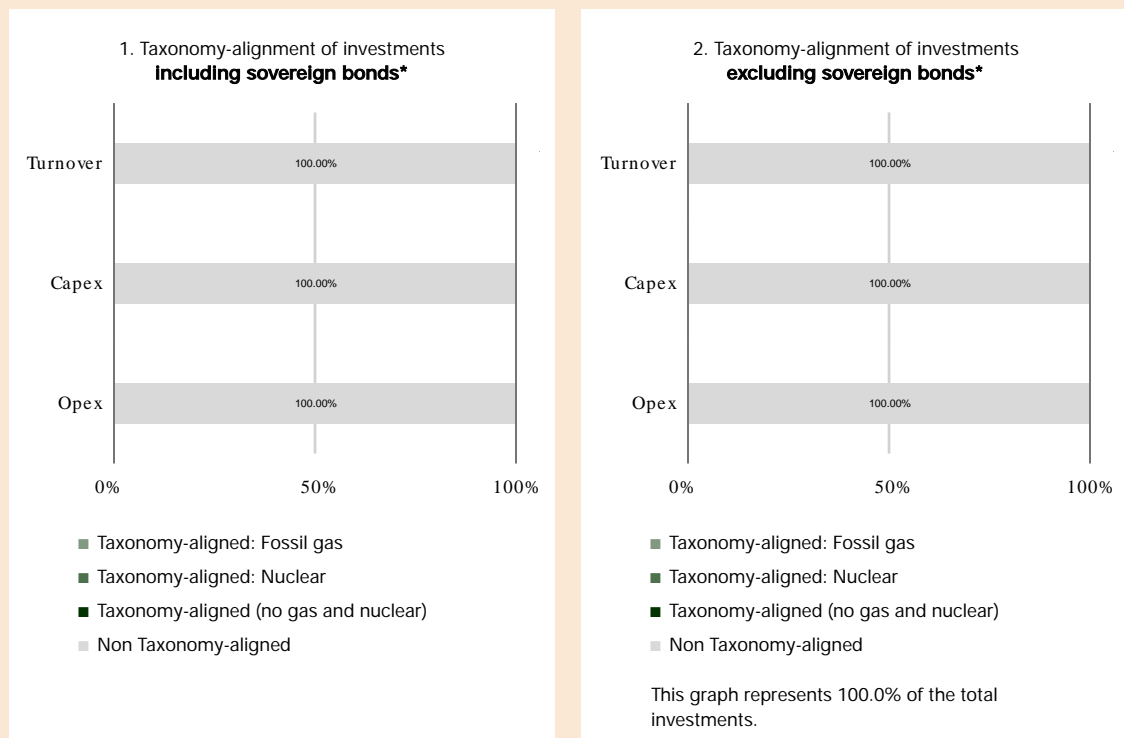 1. Taxonomy-alignment of investments
including sovereign bonds*
Turnover
100.00%
Capex
100.00%
Opex
100.00%
0% 50% 100%
Taxonomy-aligned: Fossil gas
Taxonomy-aligned: Nuclear
Taxonomy-aligned (no gas and nuclear)
Non Taxonomy-aligned
2. Taxonomy-alignment of investments
excluding sovereign bonds*
Turnover
100.00%
Capex
100.00%
Opex
100.00%
0% 50% 100%
Taxonomy-aligned: Fossil gas
Taxonomy-aligned: Nuclear
Taxonomy-aligned (no gas and nuclear)
Non Taxonomy-aligned
This graph represents 100.0% of the total
investments.